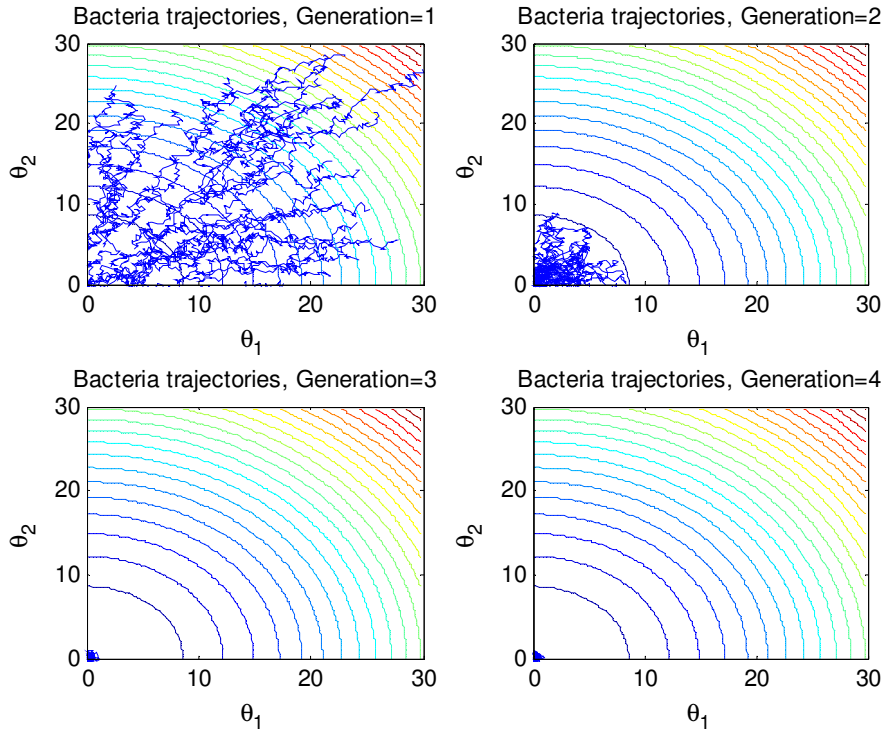 Bacteria trajectories, Generation=1
30
20
10
0
θ2
0 10 20 30
θ1
Bacteria trajectories, Generation=2
30
20
10
0
θ2
0 10 20 30
θ1
Bacteria trajectories, Generation=3
30
20
10
0
θ2
0 10 20 30
θ1
Bacteria trajectories, Generation=4
30
20
10
0
θ2
0 10 20 30
θ1